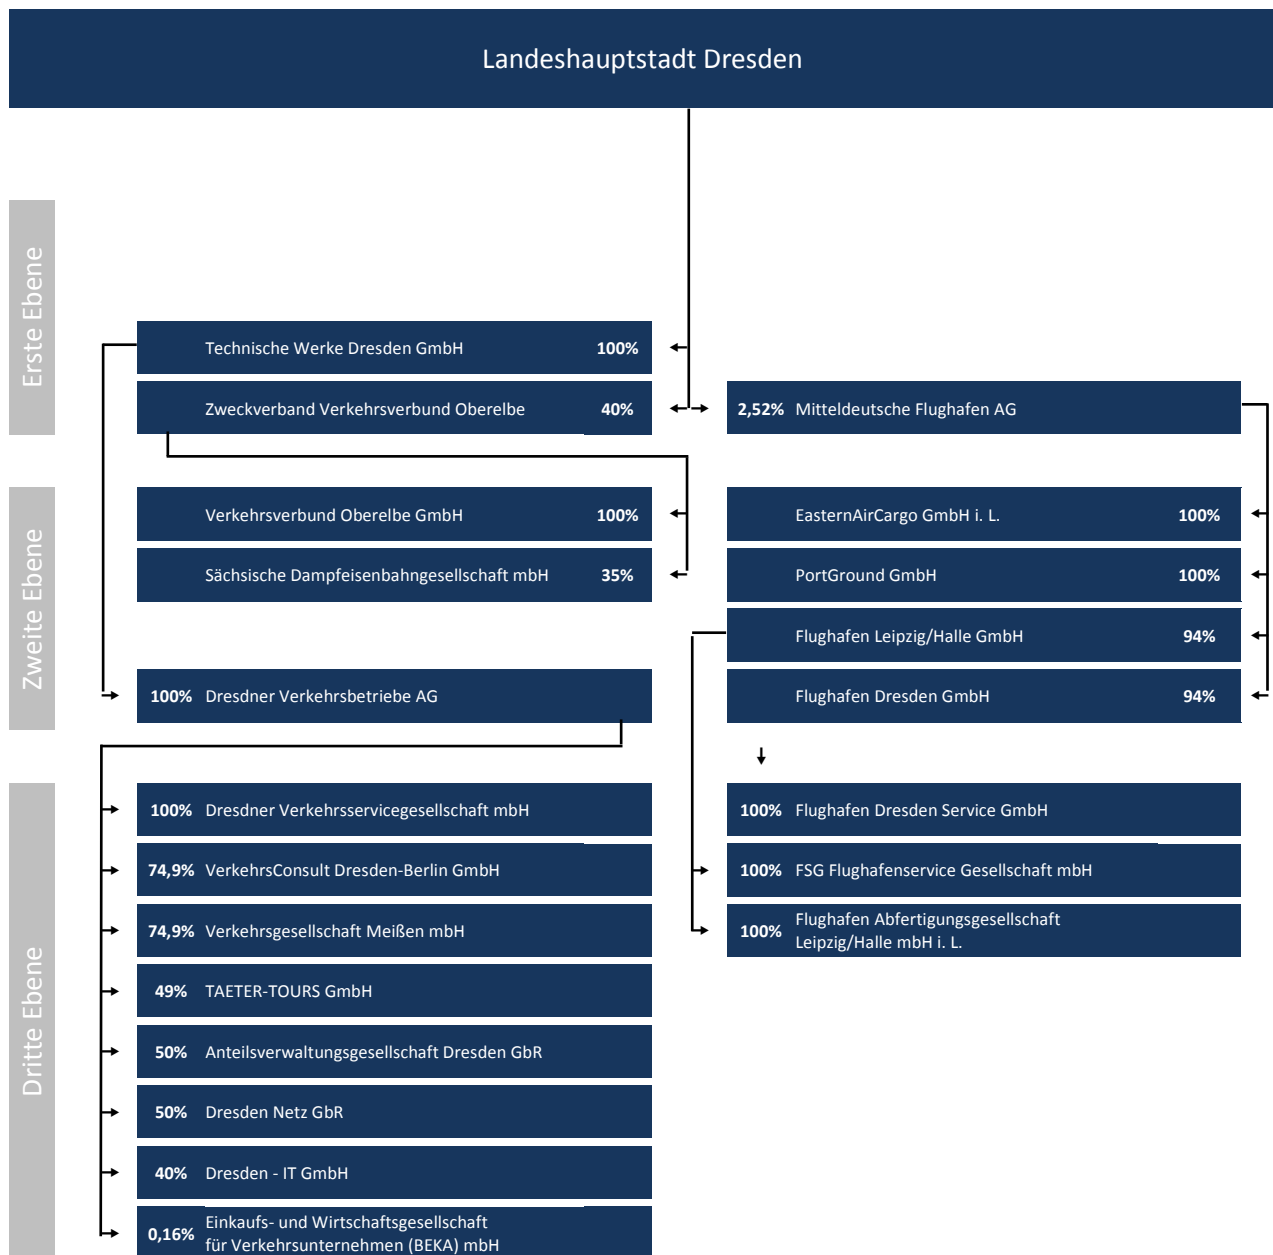 Landeshauptstadt Dresden
Erste Ebene
Technische Werke Dresden GmbH 100%
Zweckverband Verkehrsverbund Oberelbe 40%
2,52% Mitteldeutsche Flughafen AG
Zweite Ebene
Verkehrsverbund Oberelbe GmbH 100%
Sächsische Dampfeisenbahngesellschaft mbH 35%
100% Dresdner Verkehrsbetriebe AG
EasternAirCargo GmbH i. L. 100%
PortGround GmbH 100%
Flughafen Leipzig/Halle GmbH 94%
Flughafen Dresden GmbH 94%
Dritte Ebene
100% Dresdner Verkehrsservicegesellschaft mbH
74,9% VerkehrsConsult Dresden-Berlin GmbH
74,9% Verkehrsgesellschaft Meißen mbH
49% TAETER-TOURS GmbH
50% Anteilsverwaltungsgesellschaft Dresden GbR
50% Dresden Netz GbR
40% Dresden - IT GmbH
0,16% Einkaufs- und Wirtschaftsgesellschaft
für Verkehrsunternehmen (BEKA) mbH
100% Flughafen Dresden Service GmbH
100% FSG Flughafenservice Gesellschaft mbH
100% Flughafen Abfertigungsgesellschaft
Leipzig/Halle mbH i. L.